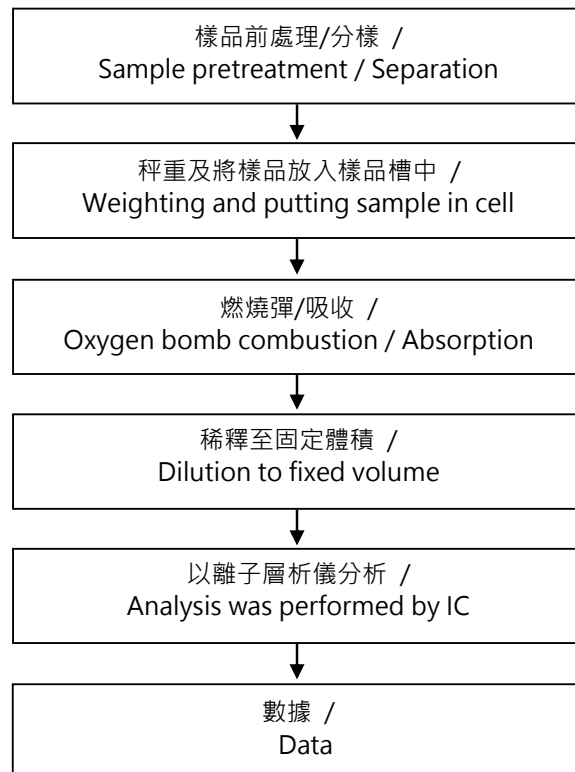 樣品前處理/分樣 /
Sample pretreatment / Separation
秤重及將樣品放入樣品槽中 /
Weighting and putting sample in cell
燃燒彈/吸收 /
Oxygen bomb combustion / Absorption
稀釋至固定體積 /
Dilution to fixed volume
以離子層析儀分析 /
Analysis was performed by IC
數據 /
Data